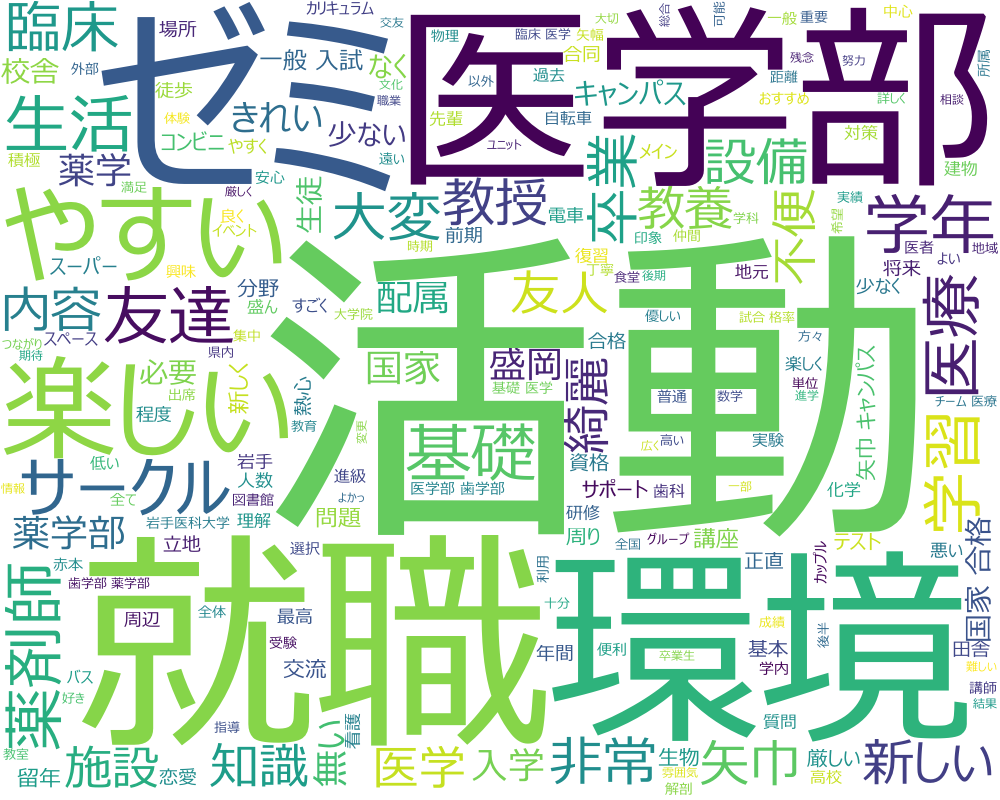 臨床
場所
カリキュラム
交友
ゼミ
医学部
物理
臨床 医学
大切
矢幅
総合
可能
一般
重要
中心
校舎
外部
一般 入試
なく
以外
過去
合同
距離
残念
努力
所属
生活
徒歩
文化
職業
キャンパス
おすすめ
詳しく
相談
体験
きれい
先輩
自転車
コンビニ
やすく
少ない
ユニット
メイン
対策
積極
薬学
業
設備
建物
満足
厳しく
安心
生徒
大変
教授
卒
教養
不便
実績
やすい
良く
イベント
前期
電車
印象
仲間
学科
希望
学年
スーパー
興味
時期
復習
丁寧
医者
よい
地域
内容
友達
分野
盛ん
すごく
配属
友人
食堂
後期
地元
将来
少なく
医療
大学院
優しい
試合 格率
方々
スペース
集中
つながり
期待
県内
国家
盛岡
綺麗
合格
活動
楽しく
矢巾 キャンパス
楽しい
必要
新しく
熱心
基礎 医学
普通
数学
単位
進学
チーム 医療
出席
程度
教育
変更
基礎
広く
高い
実験
学習
低い
サークル
岩手
人数
進級
資格
医学部 歯学部
サポート
歯科
一部
化学
情報
全て
図書館
よかっ
岩手医科大学
理解
問題
研修
薬学部
立地
周り
全国
グループ
講座
テスト
悪い
国家 合格
赤本
選択
利用
正直
カップル
歯学部 薬学部
薬剤師
就職
環境
周辺
全体
最高
十分
受験
成績
後半
年間
便利
卒業生
基本
学内
田舎
難しい
バス
交流
好き
指導
看護
質問
講師
結果
教室
留年
施設
恋愛
知識
無い
医学
入学
非常
生物
雰囲気
解剖
矢巾
厳しい
高校
新しい